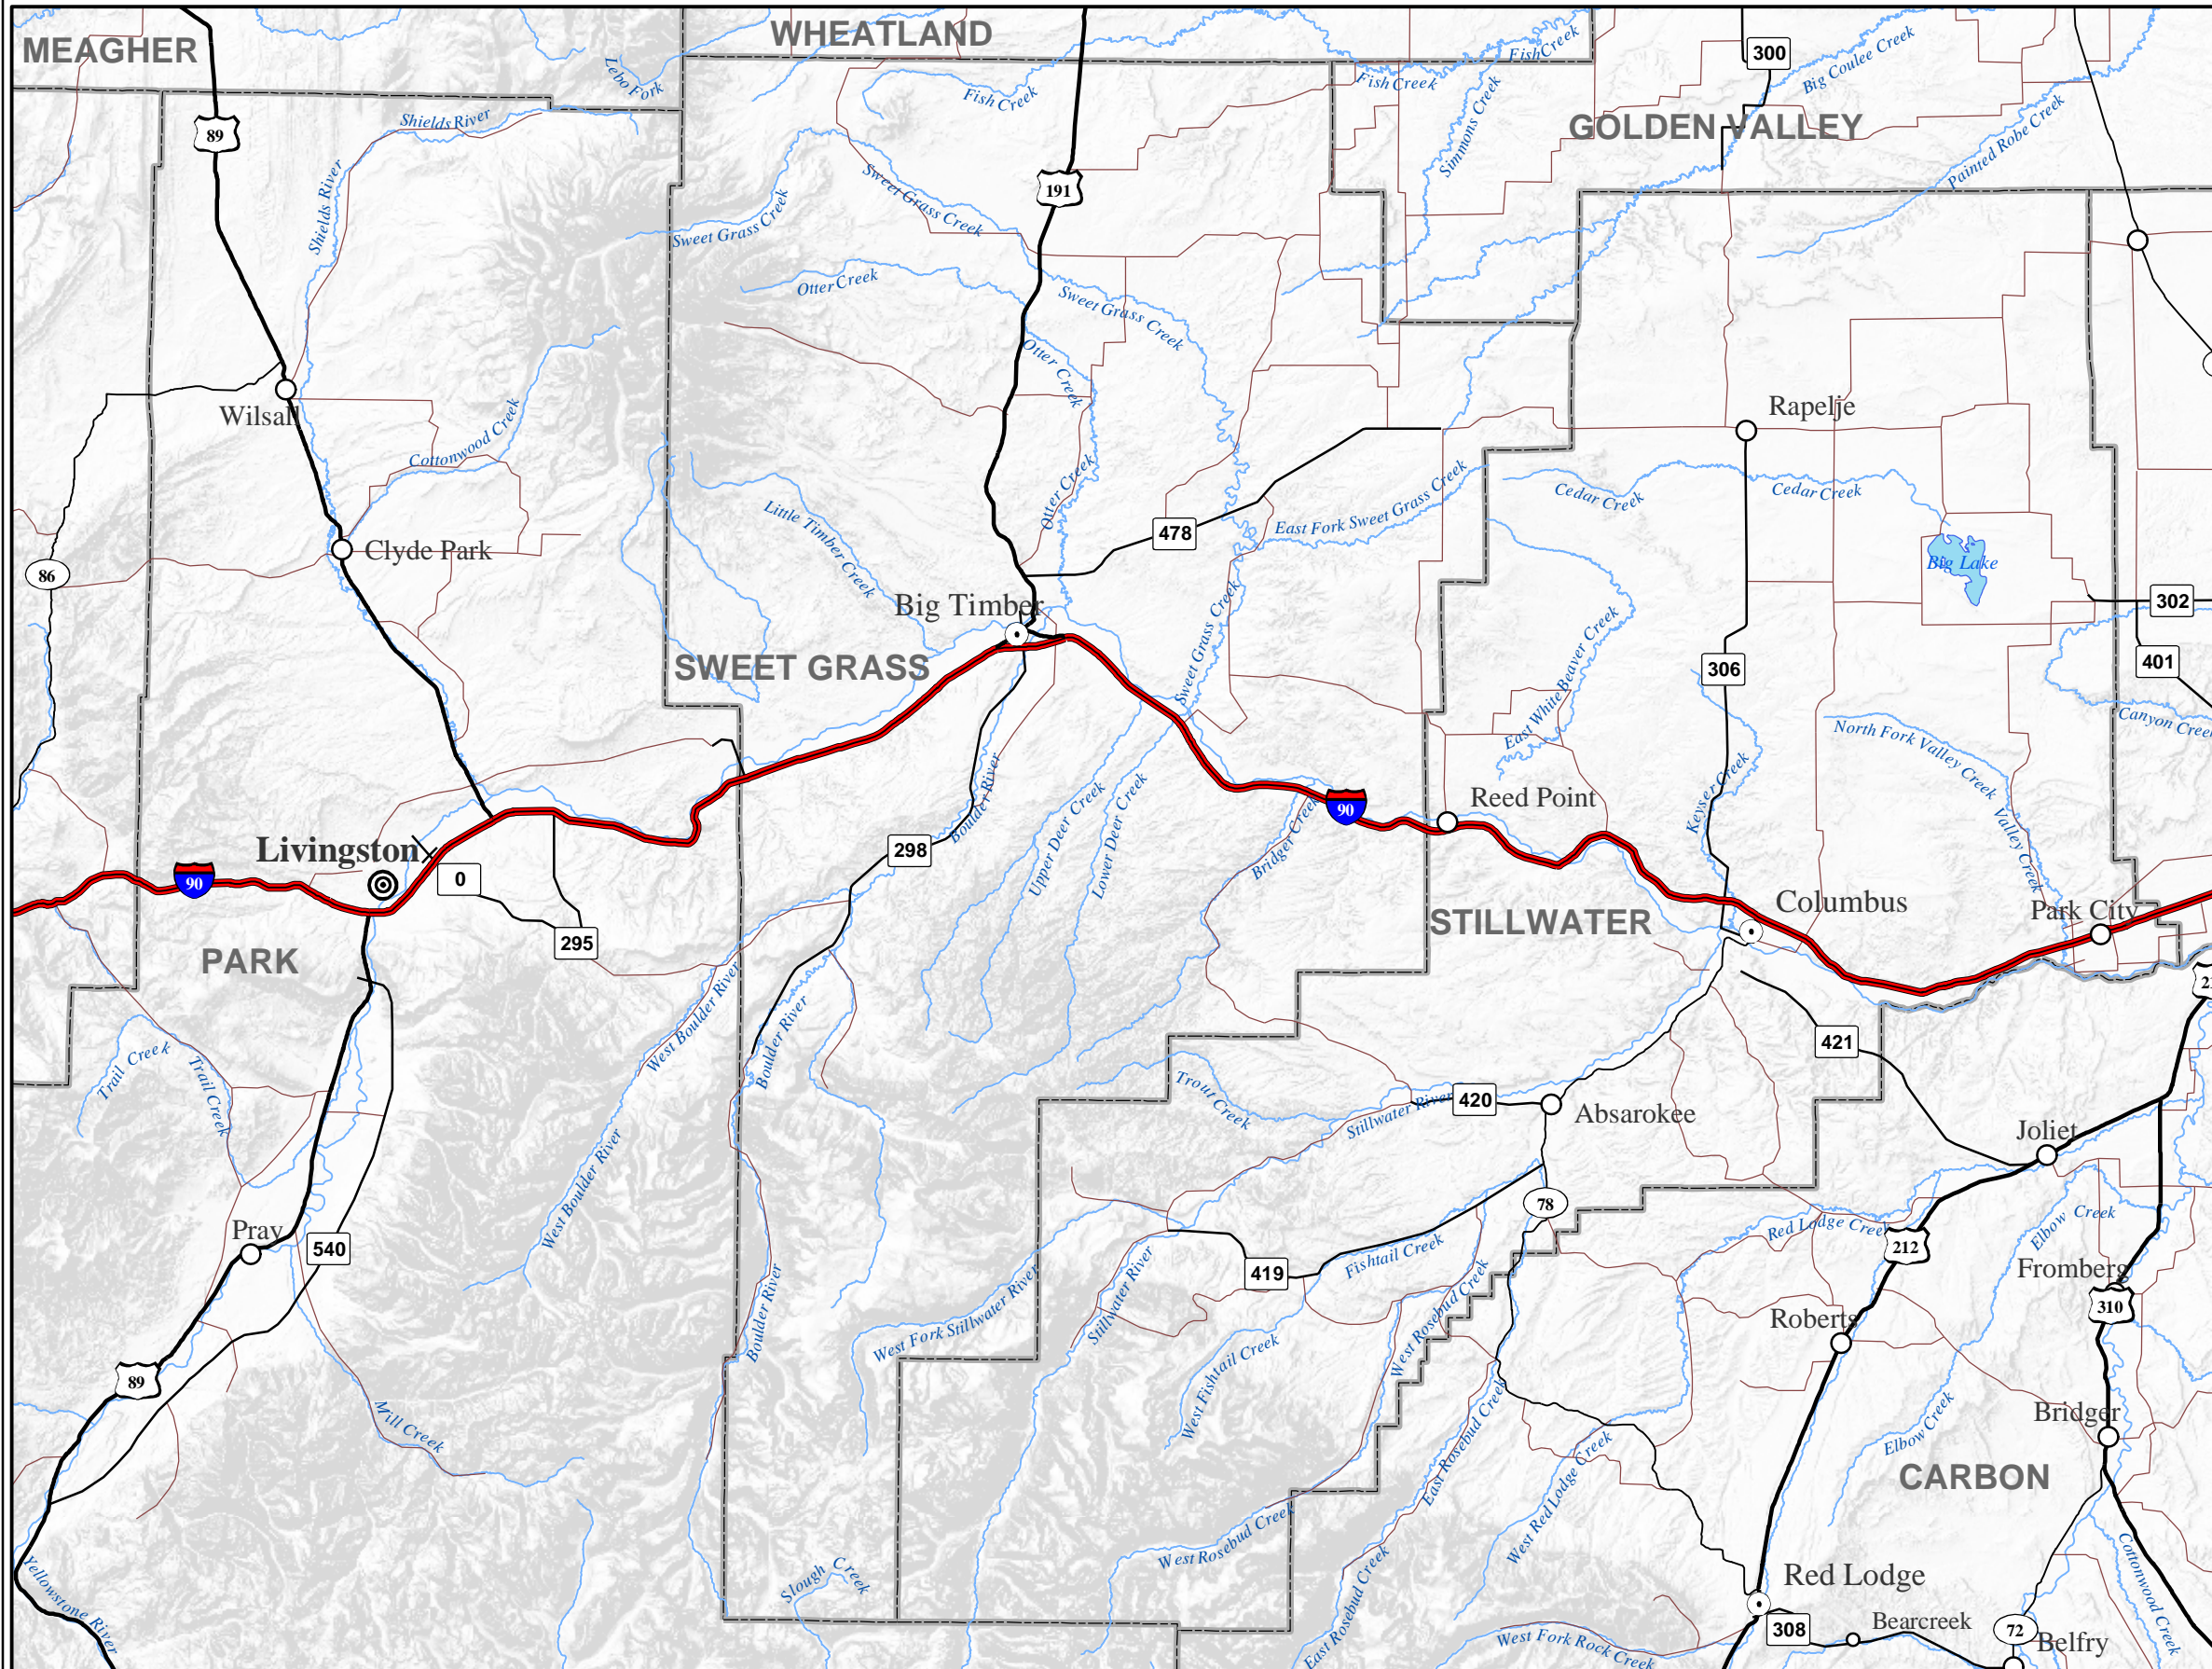 MEAGHER
WHEATLAND
Lebo Fork
Fish Creek
Fish Creek
Fish Creek
Simmons Creek
300
Big Coulee Creek
GOLDEN VALLEY
Painted Robe Creek
89
Shields River
Shields River
191
Sweet Grass Creek
Sweet Grass Creek
Otter Creek
Sweet Grass Creek
Otter Creek
Wilsall
Rapelje
Cottonwood Creek
Otter Creek
Little Timber Creek
478
East Fork Sweet Grass Creek
Cedar Creek
Cedar Creek
Clyde Park
86
Big Lake
Big Timber
302
SWEET GRASS
Sweet Grass Creek
East White Beaver Creek
306
401
Canyon Cree
North Fork Valley Creek
Valley Creek
Keyser Creek
Boulder River
Upper Deer Creek
Lower Deer Creek
Bridger Creek
90
Reed Point
Livingston
298
0
90
295
PARK
STILLWATER
Columbus
Park City
West Boulder River
Boulder River
Trail Creek
Trail Creek
421
Trout Creek
Stillwater River
420
Absarokee
Joliet
West Boulder River
78
Pray
540
Red Lodge Creek
212
Elbow Creek
419
Fishtail Creek
Fromberg
310
Boulder River
West Fork Stillwater River
Stillwater River
West Rosebud Creek
Roberts
89
West Fishtail Creek
Mill Creek
East Rosebud Creek
Elbow Creek
Bridger
CARBON
West Red Lodge Creek
West Rosebud Creek
Slough Creek
East Rosebud Creek
Yellowstone River
Cottonwood Creek
Red Lodge
308
Bearcreek
72
Belfry
West Fork Rock Creek